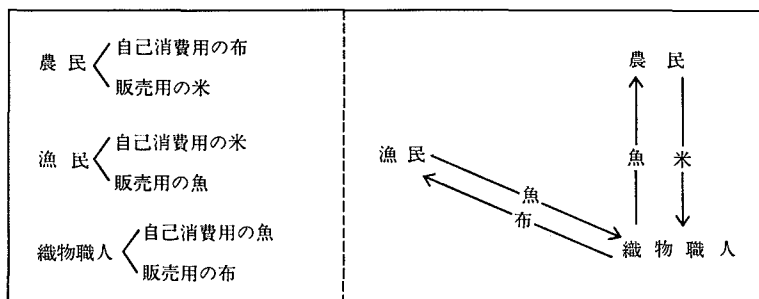 農民
自己消費用の布
販売用の米
漁民
自己消費用の米
販売用の魚
織物職人
自己消費用の魚
販売用の布
農民
漁民
魚
米
魚
布
織物職人